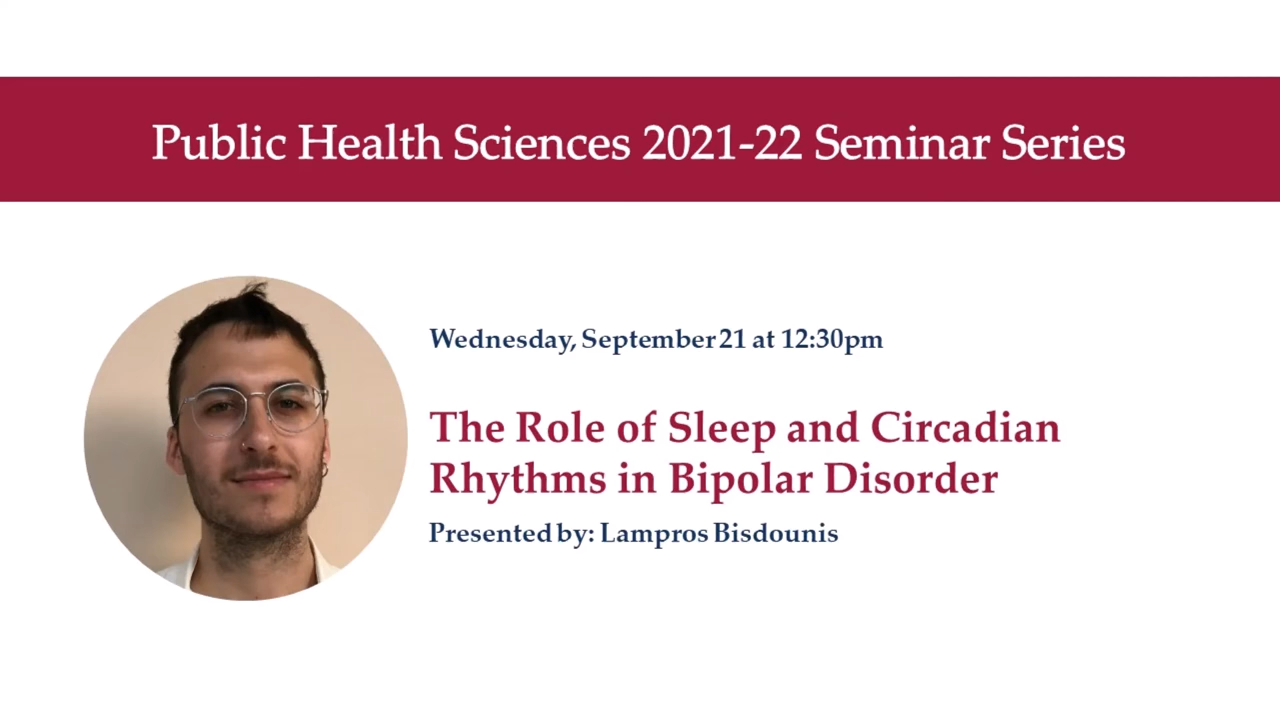 Public Health Sciences 2021-22 Seminar Series
Wednesday, September 21 at 12:30pm
The Role of Sleep and Circadian
Rhythms in Bipolar Disorder
Presented by: Lampros Bisdounis